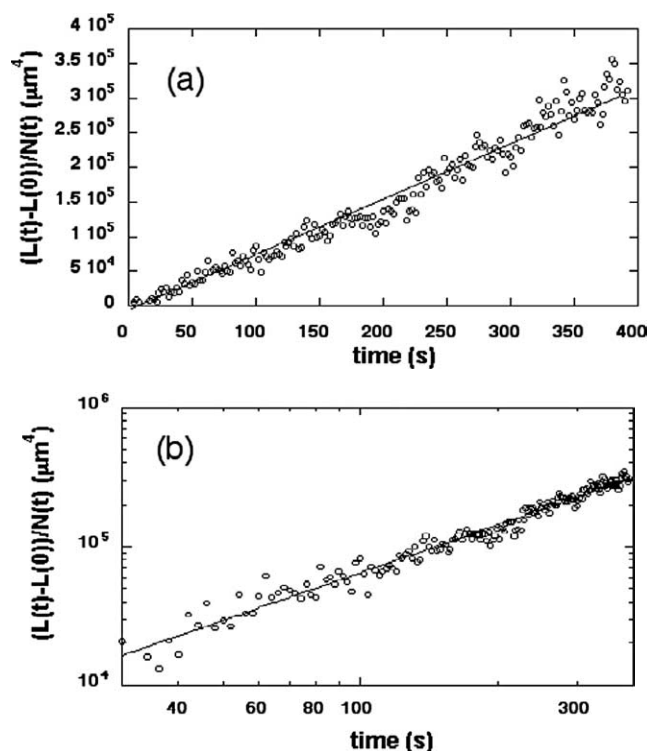 (a)
4 10⁵
3.5 10⁵
3 10⁵
2.5 10⁵
2 10⁵
1.5 10⁵
1 10⁵
5 10⁴
0
(L(t)-L(0))/N(t) (μm⁴)
0 50 100 150 200 250 300 350 400
time (s)
(b)
10⁶
10⁵
10⁴
(L(t)-L(0))/N(t) (μm⁴)
40 60 80 100 300
time (s)